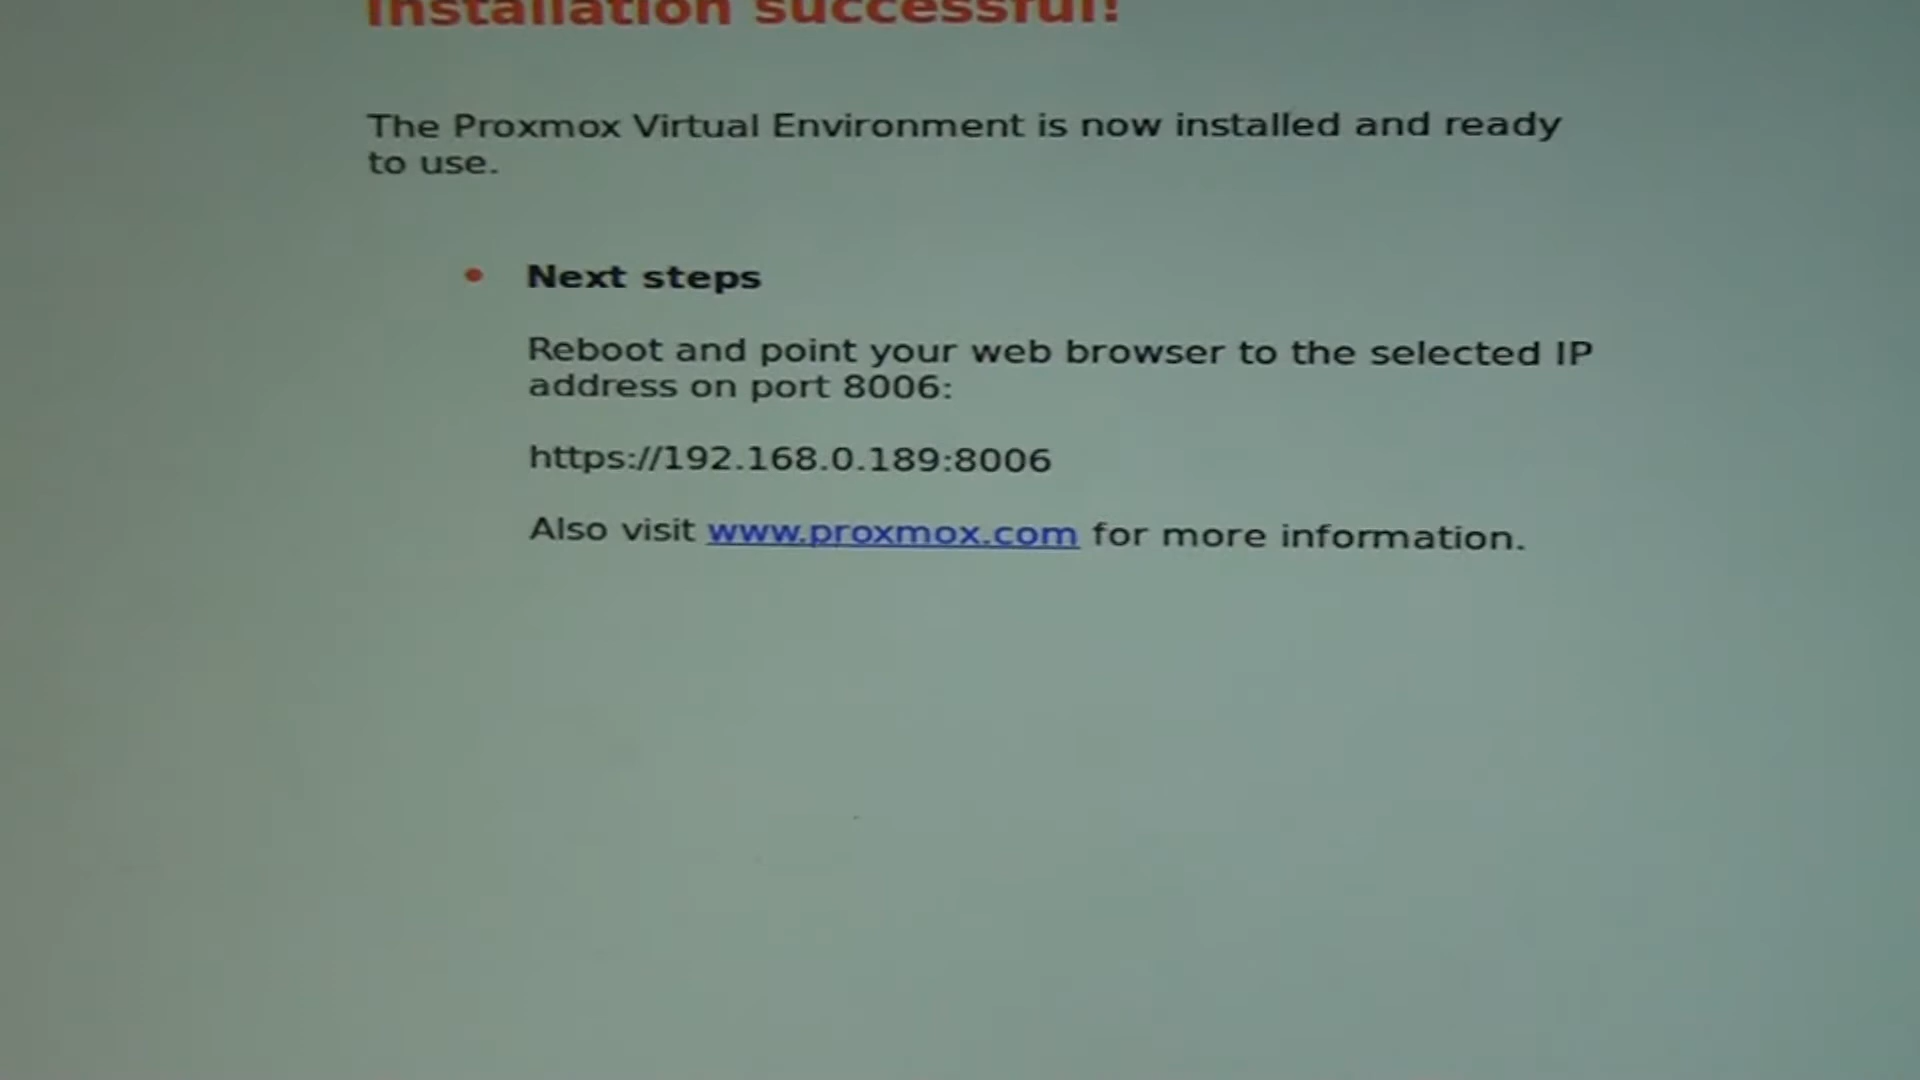 Installation successful!
The Proxmox Virtual Environment is now installed and ready
to use.
Next steps
Reboot and point your web browser to the selected IP
address on port 8006:
https://192.168.0.189:8006
Also visit www.proxmox.com for more information.